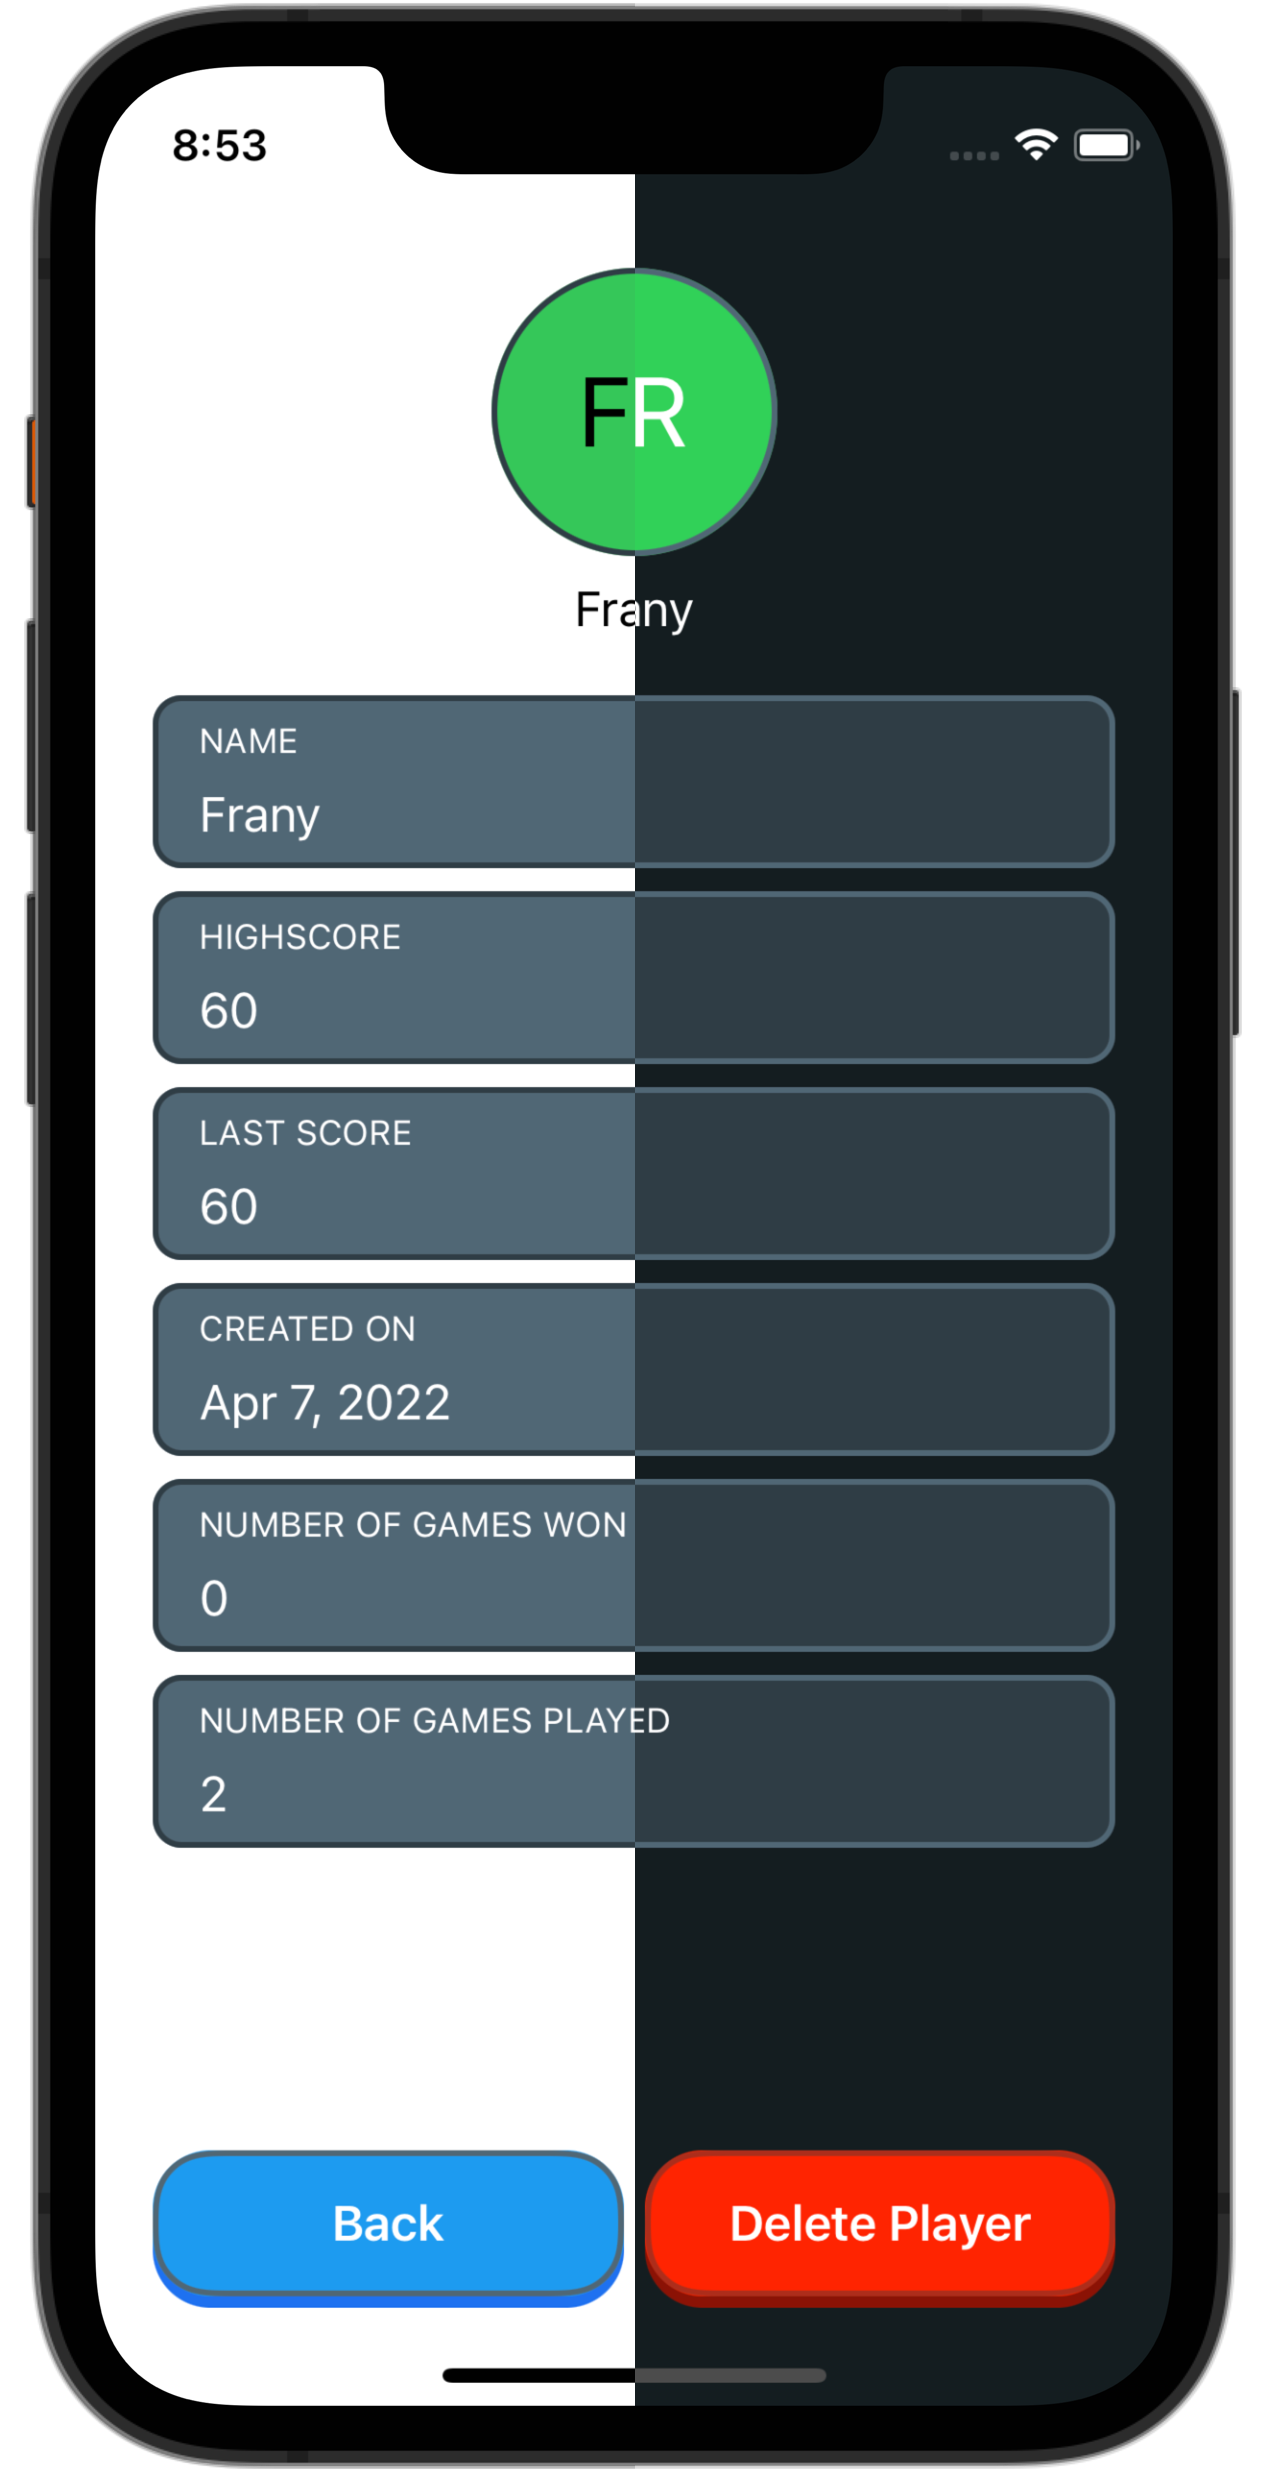 8:53
FR
Frany
NAME
Frany
HIGHSCORE
60
LAST SCORE
60
CREATED ON
Apr 7, 2022
NUMBER OF GAMES WON
0
NUMBER OF GAMES PLAYED
2
Back
Delete Player